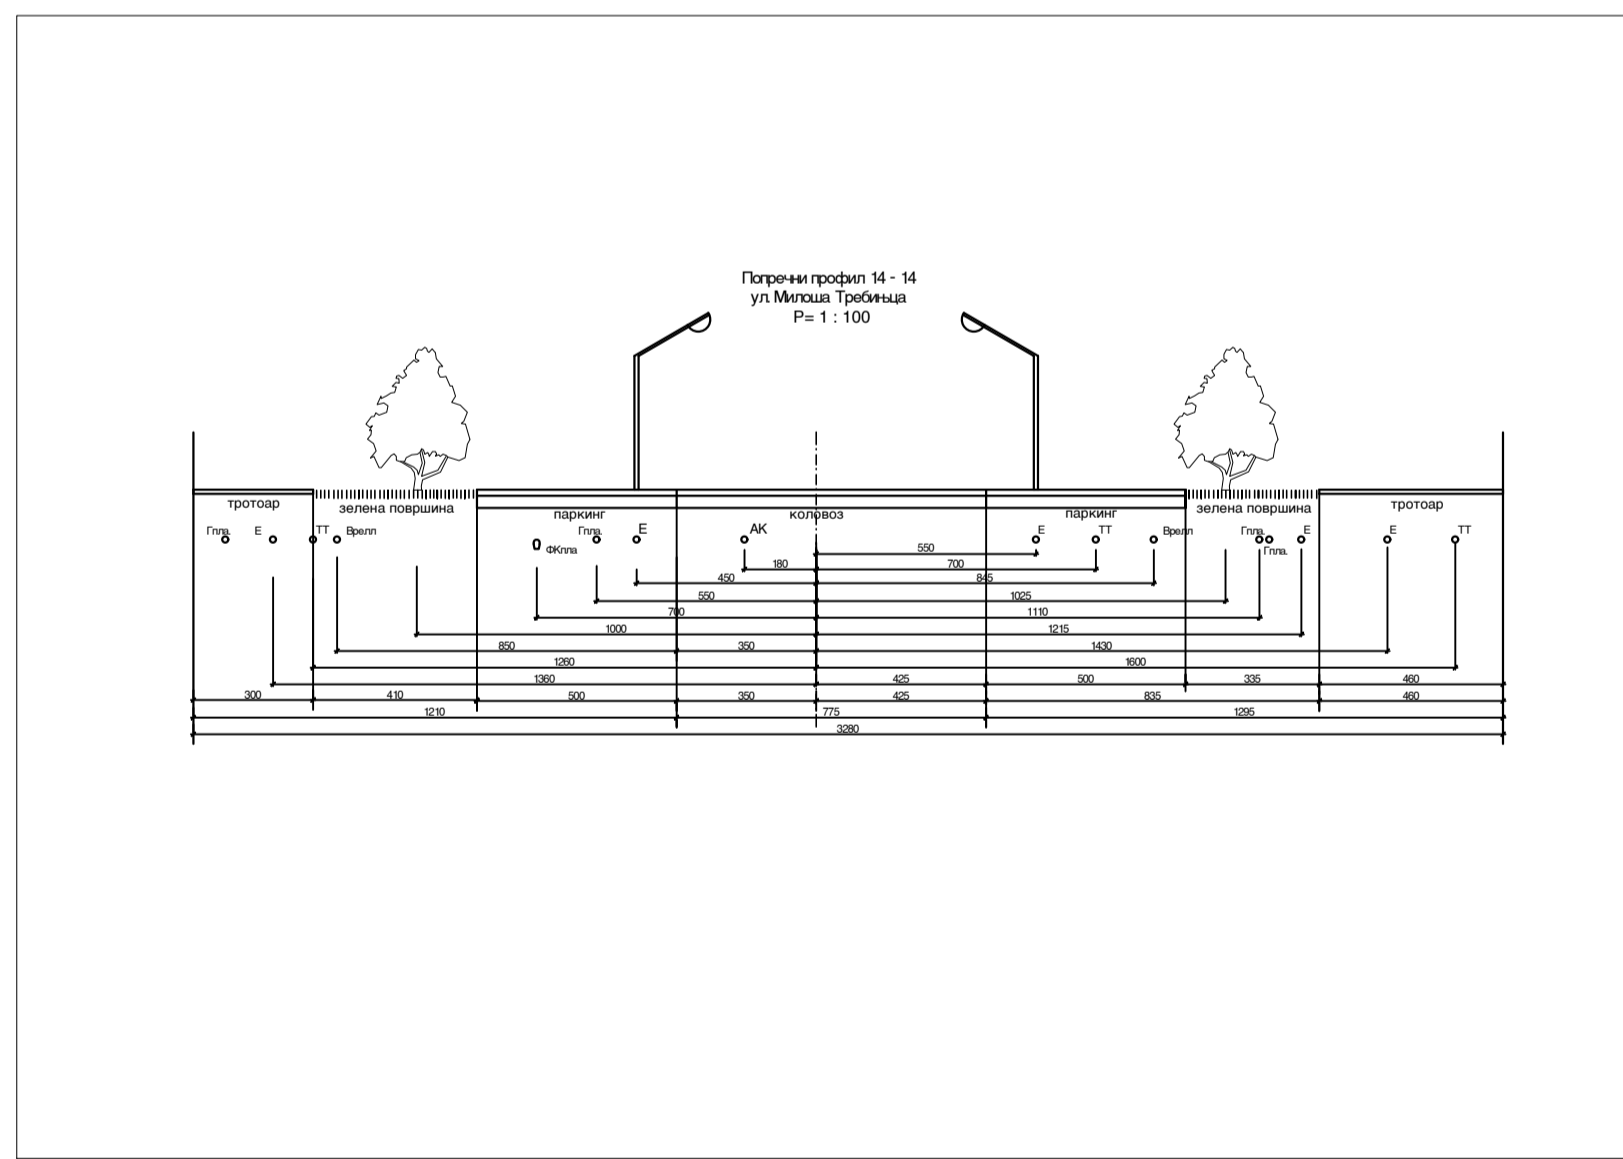 Попречни профил 14 - 14
ул. Милоша Требињца
Р= 1 : 100
тротоар зелена површина паркинг коловоз паркинг зелена површина тротоар
Гпла. Е ТТ Врелл ФКпла Гпла. Е АК Е ТТ Врелл Гпла. Гпла. Е Е ТТ
550
180 700
450 845
550 1025
700 1110
1000 1215
850 350 1430
1260 1600
1360 425 500 335 460
300 410 500 350 425 835 460
1210 775 1295
3280